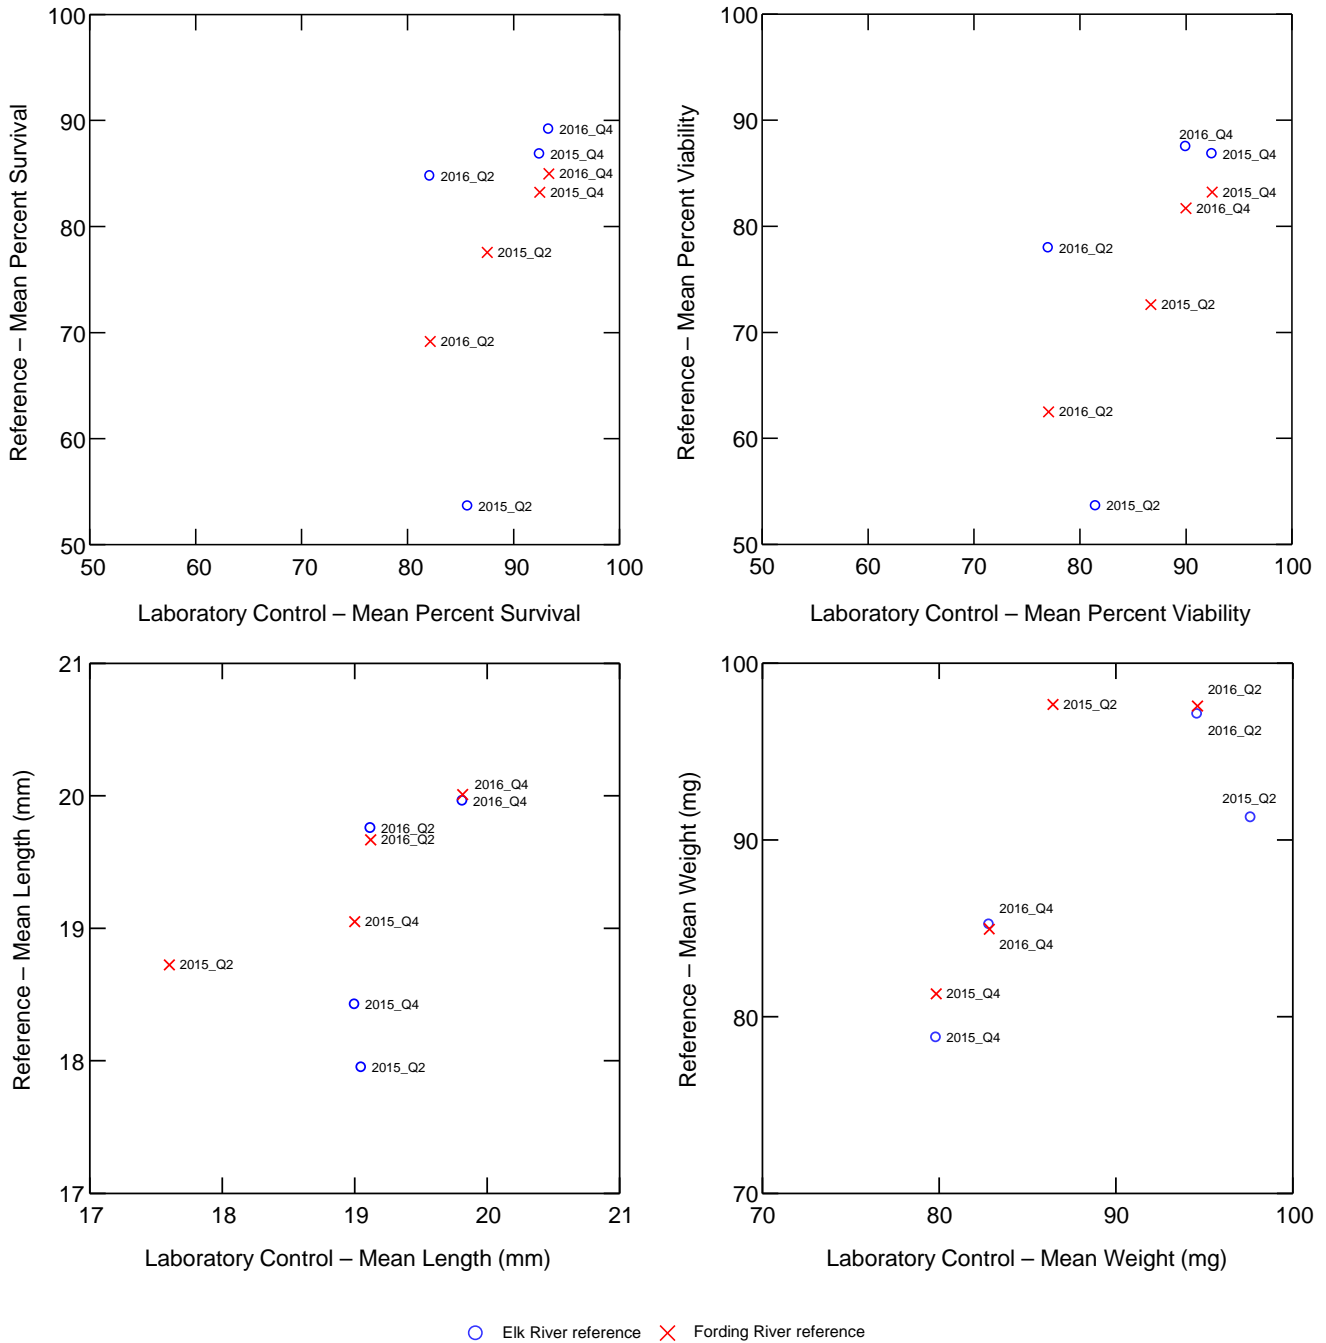 Reference – Mean Percent Survival
100
90
80
70
60
50
2016_Q4
2015_Q4
2016_Q4
2016_Q2
2015_Q4
2015_Q2
2016_Q2
2015_Q2
50 60 70 80 90 100
Laboratory Control – Mean Percent Survival
Reference – Mean Percent Viability
100
90
80
70
60
50
2016_Q4
2015_Q4
2015_Q4
2016_Q4
2016_Q2
2015_Q2
2016_Q2
2015_Q2
50 60 70 80 90 100
Laboratory Control – Mean Percent Viability
Reference – Mean Length (mm)
21
20
19
18
17
2016_Q4
2016_Q4
2016_Q2
2016_Q2
2015_Q4
2015_Q2
2015_Q4
2015_Q2
17 18 19 20 21
Laboratory Control – Mean Length (mm)
Reference – Mean Weight (mg)
100
90
80
70
2016_Q2
2015_Q2
2016_Q2
2015_Q2
2016_Q4
2016_Q4
2015_Q4
2015_Q4
70 80 90 100
Laboratory Control – Mean Weight (mg)
Elk River reference Fording River reference